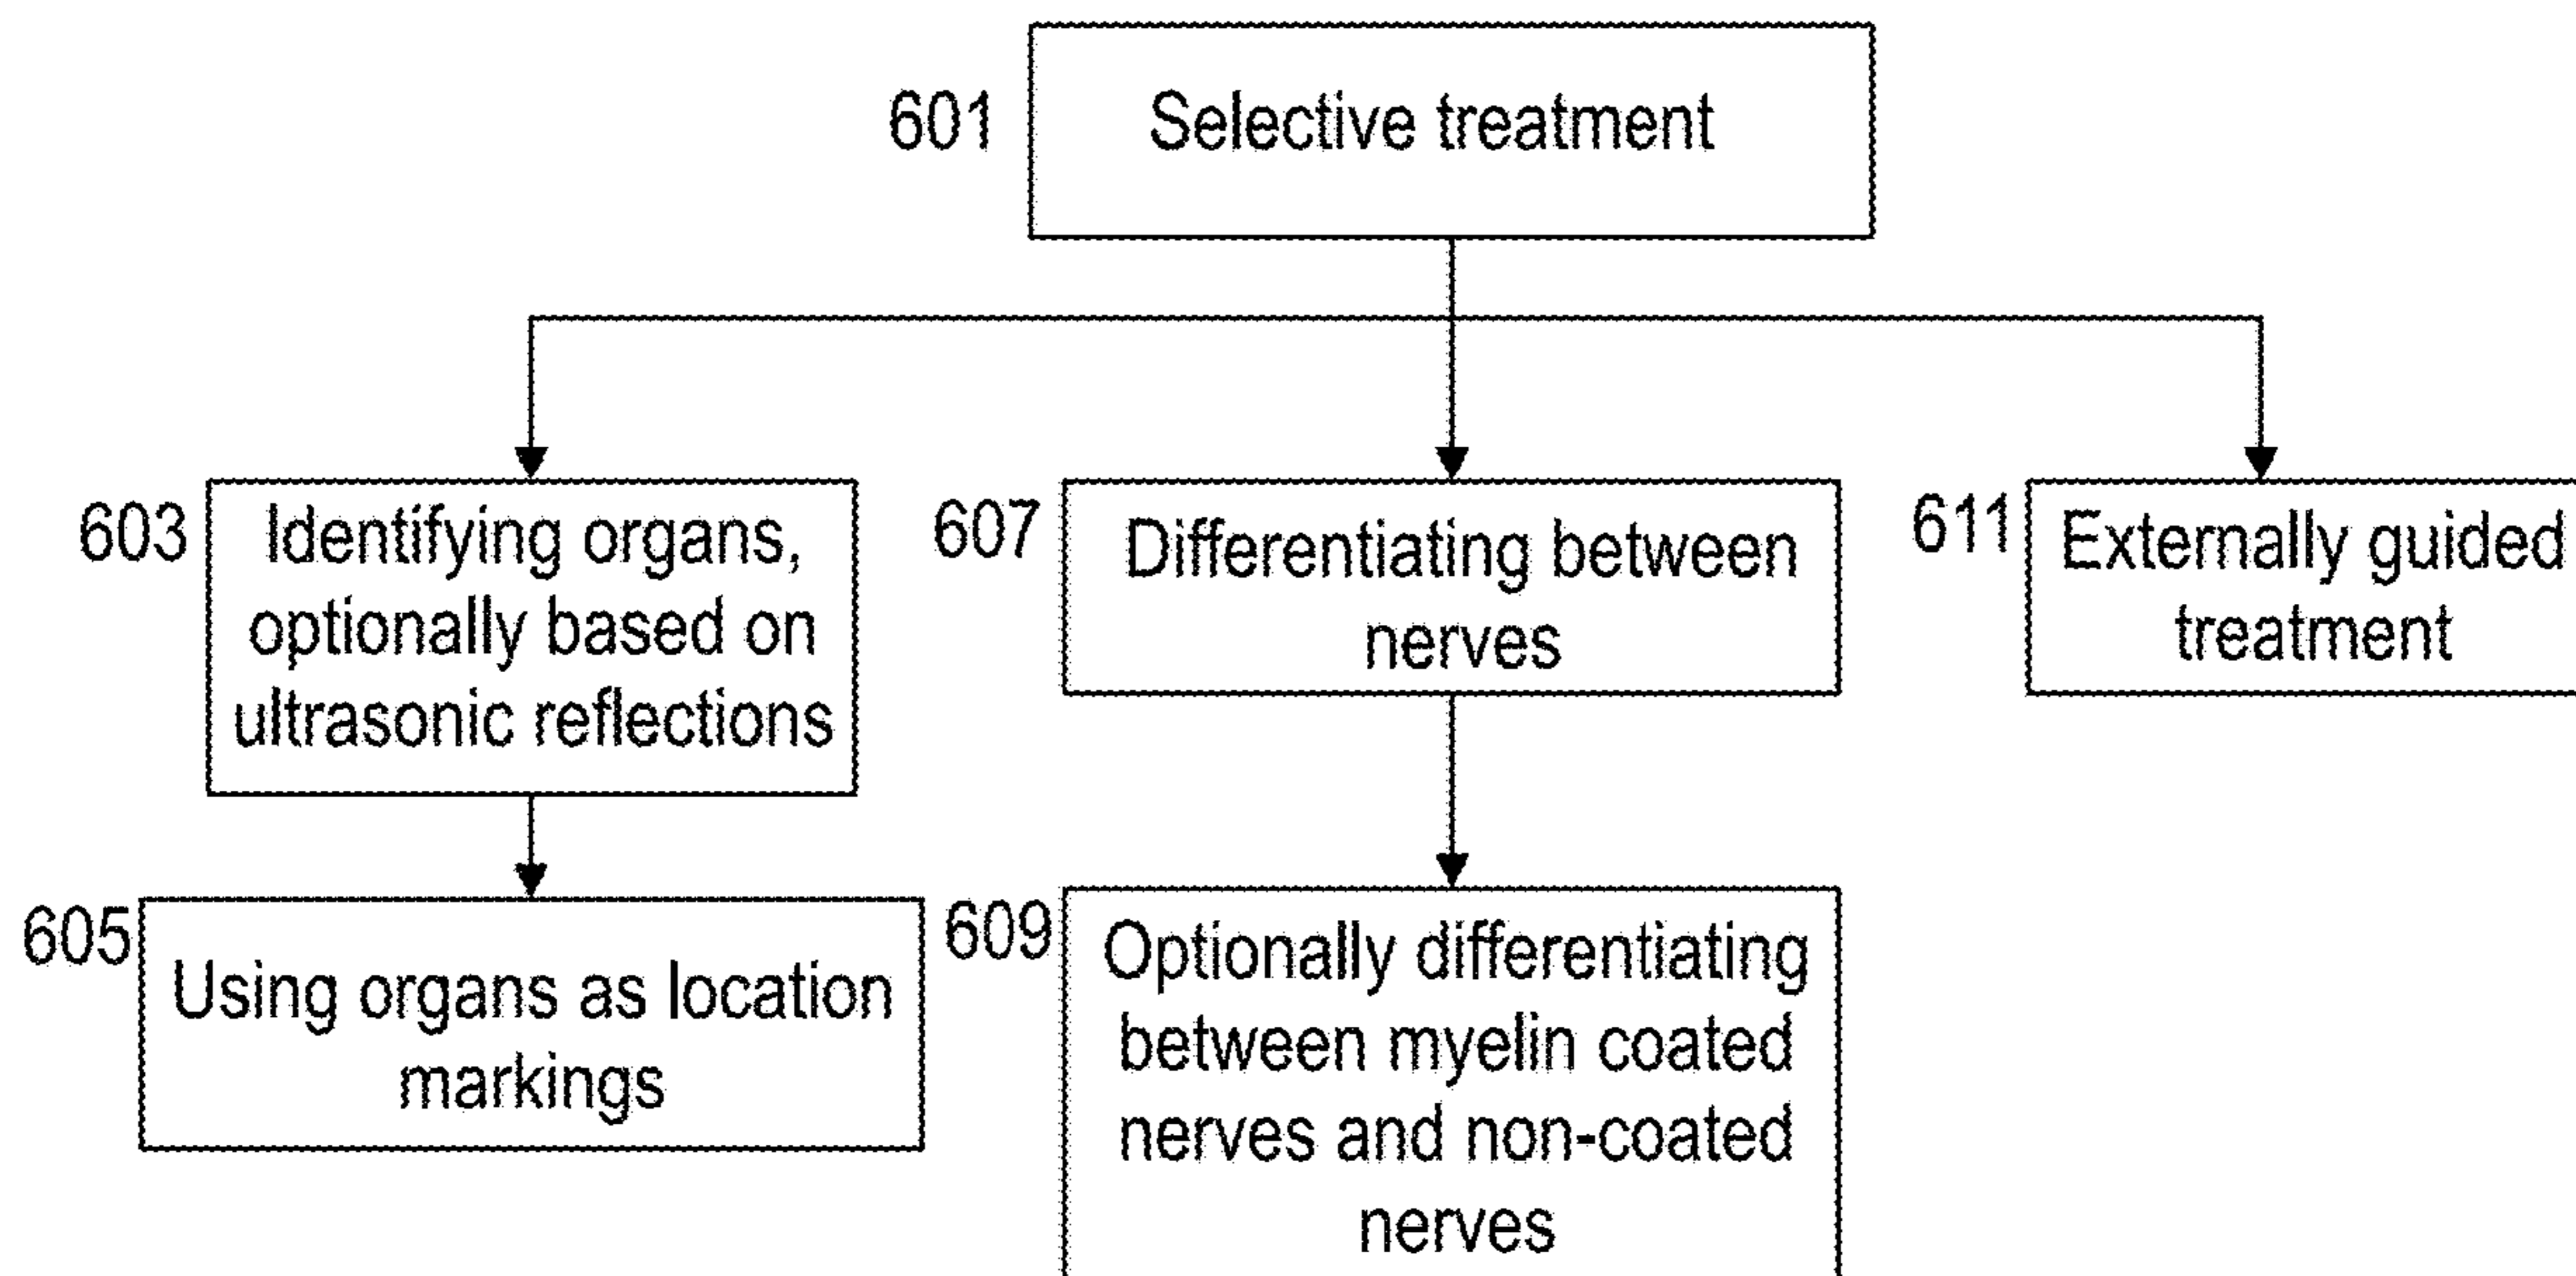 601
Selective treatment
603
Identifying organs,
optionally based on
ultrasonic reflections
607
Differentiating between
nerves
611
Externally guided
treatment
605
Using organs as location
markings
609
Optionally differentiating
between myelin coated
nerves and non-coated
nerves